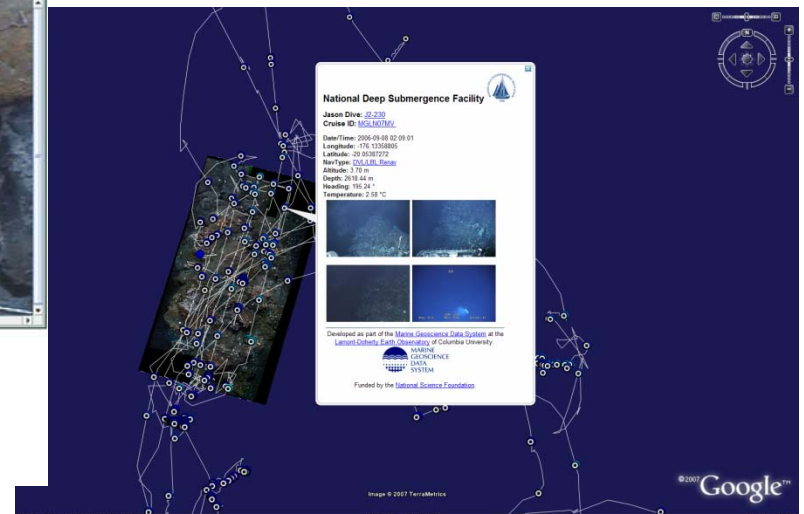 National Deep Submergence Facility
Jason Dive: J2-230
Cruise ID: MGLN07MV
Date/Time: 2006-09-08 02:09:01
Longitude: -176.13358805
Latitude: -20.05387272
NavType: DVL/LBL Renav
Altitude: 3.70 m
Depth: 2618.44 m
Heading: 195.24 °
Temperature: 2.68 °C
Developed as part of the Marine Geoscience Data System at the
Lamont-Doherty Earth Observatory of Columbia University.
MARINE
GEOSCIENCE
DATA
SYSTEM
Funded by the National Science Foundation.
N
Image © 2007 TerraMetrics
©2007 Google™